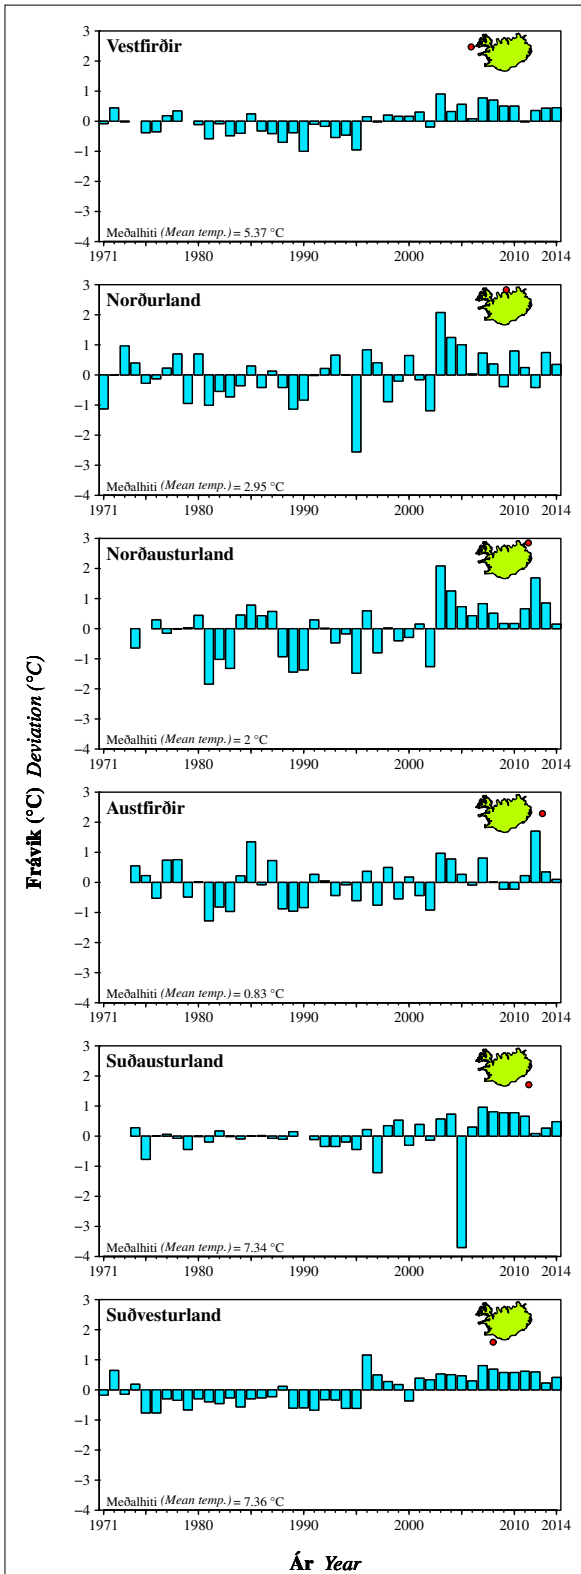 Frávik (°C) Deviation (°C)
Vestfirðir
3
2
1
0
−1
−2
−3
−4
Meðalhiti (Mean temp.) = 5.37 °C
1971 1980 1990 2000 2010 2014
Norðurland
3
2
1
0
−1
−2
−3
−4
Meðalhiti (Mean temp.) = 2.95 °C
1971 1980 1990 2000 2010 2014
Norðausturland
3
2
1
0
−1
−2
−3
−4
Meðalhiti (Mean temp.) = 2 °C
1971 1980 1990 2000 2010 2014
Austfirðir
3
2
1
0
−1
−2
−3
−4
Meðalhiti (Mean temp.) = 0.83 °C
1971 1980 1990 2000 2010 2014
Suðausturland
3
2
1
0
−1
−2
−3
−4
Meðalhiti (Mean temp.) = 7.34 °C
1971 1980 1990 2000 2010 2014
Suðvesturland
3
2
1
0
−1
−2
−3
−4
Meðalhiti (Mean temp.) = 7.36 °C
1971 1980 1990 2000 2010 2014
Ár Year